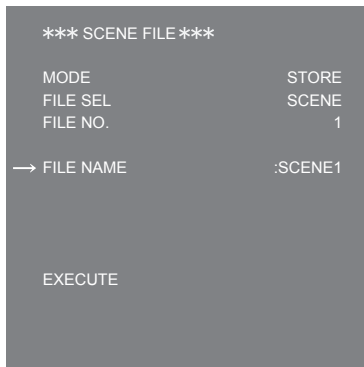 *** SCENE FILE ***
MODE STORE
FILE SEL SCENE
FILE NO. 1
→ FILE NAME :SCENE1
EXECUTE